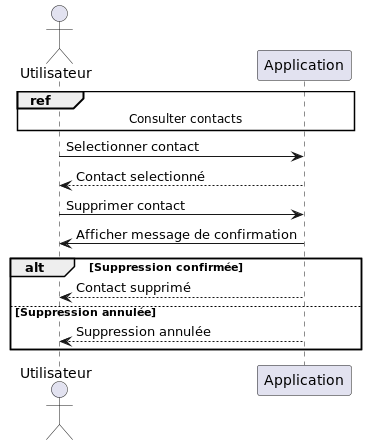 Utilisateur
Application
ref
Consulter contacts
Selectionner contact
Contact selectionné
Supprimer contact
Afficher message de confirmation
alt [Suppression confirmée]
Contact supprimé
[Suppression annulée]
Suppression annulée
Utilisateur
Application